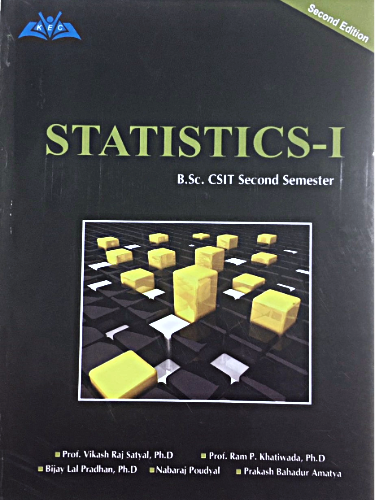 KEC
Second Edition
STATISTICS-I
B.Sc. CSIT Second Semester
Prof. Vikash Raj Satyal, Ph.D
Prof. Ram P. Khatiwada, Ph.D
Bijay Lal Pradhan, Ph.D
Nabaraj Poudyal
Prakash Bahadur Amatya